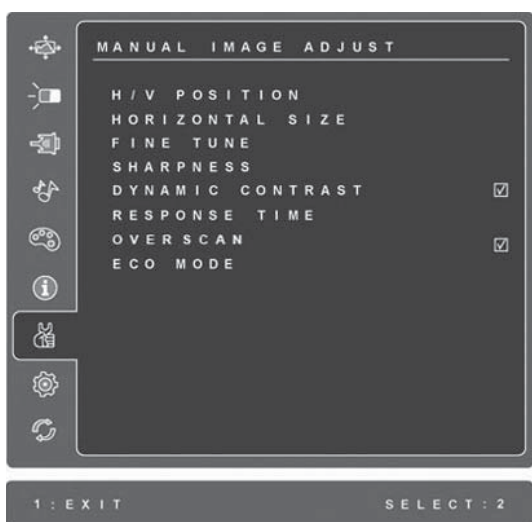 MANUAL IMAGE ADJUST
H/V POSITION
HORIZONTAL SIZE
FINE TUNE
SHARPNESS
DYNAMIC CONTRAST ☑
RESPONSE TIME
OVERSCAN ☑
ECO MODE
1:EXIT SELECT:2